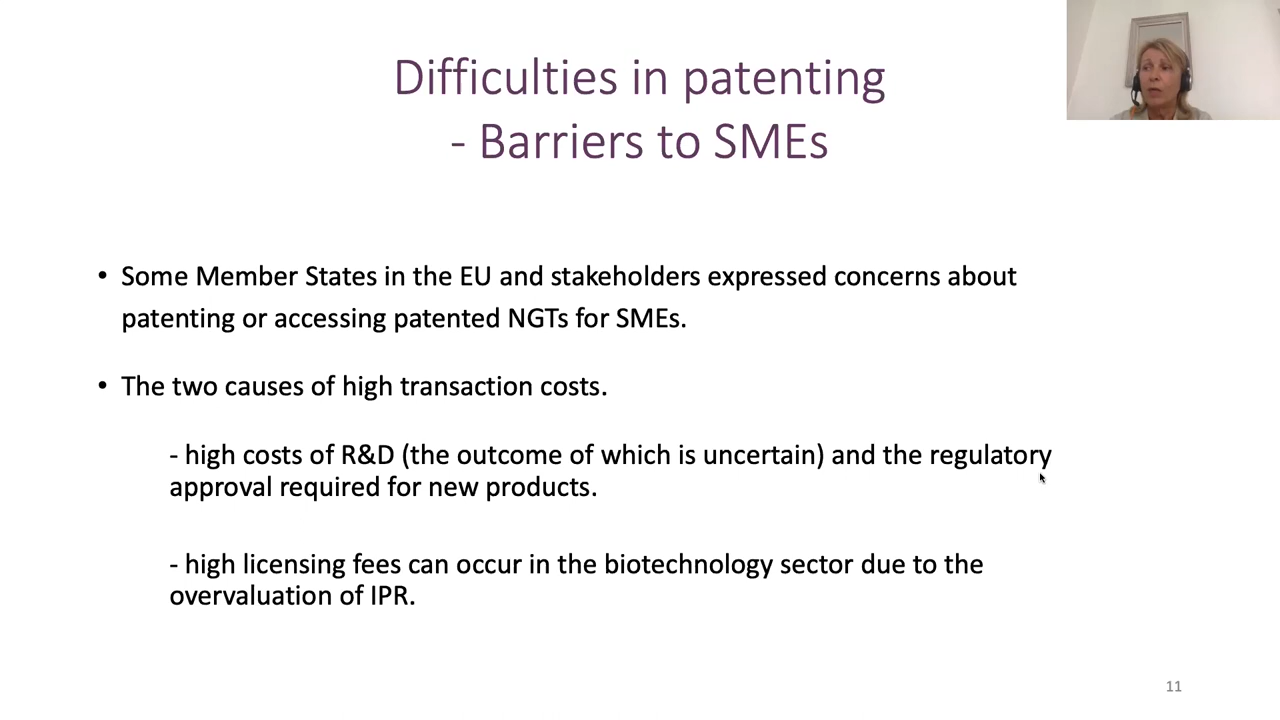 Difficulties in patenting
- Barriers to SMEs
• Some Member States in the EU and stakeholders expressed concerns about
patenting or accessing patented NGTs for SMEs.
• The two causes of high transaction costs.
- high costs of R&D (the outcome of which is uncertain) and the regulatory
approval required for new products.
- high licensing fees can occur in the biotechnology sector due to the
overvaluation of IPR.
11